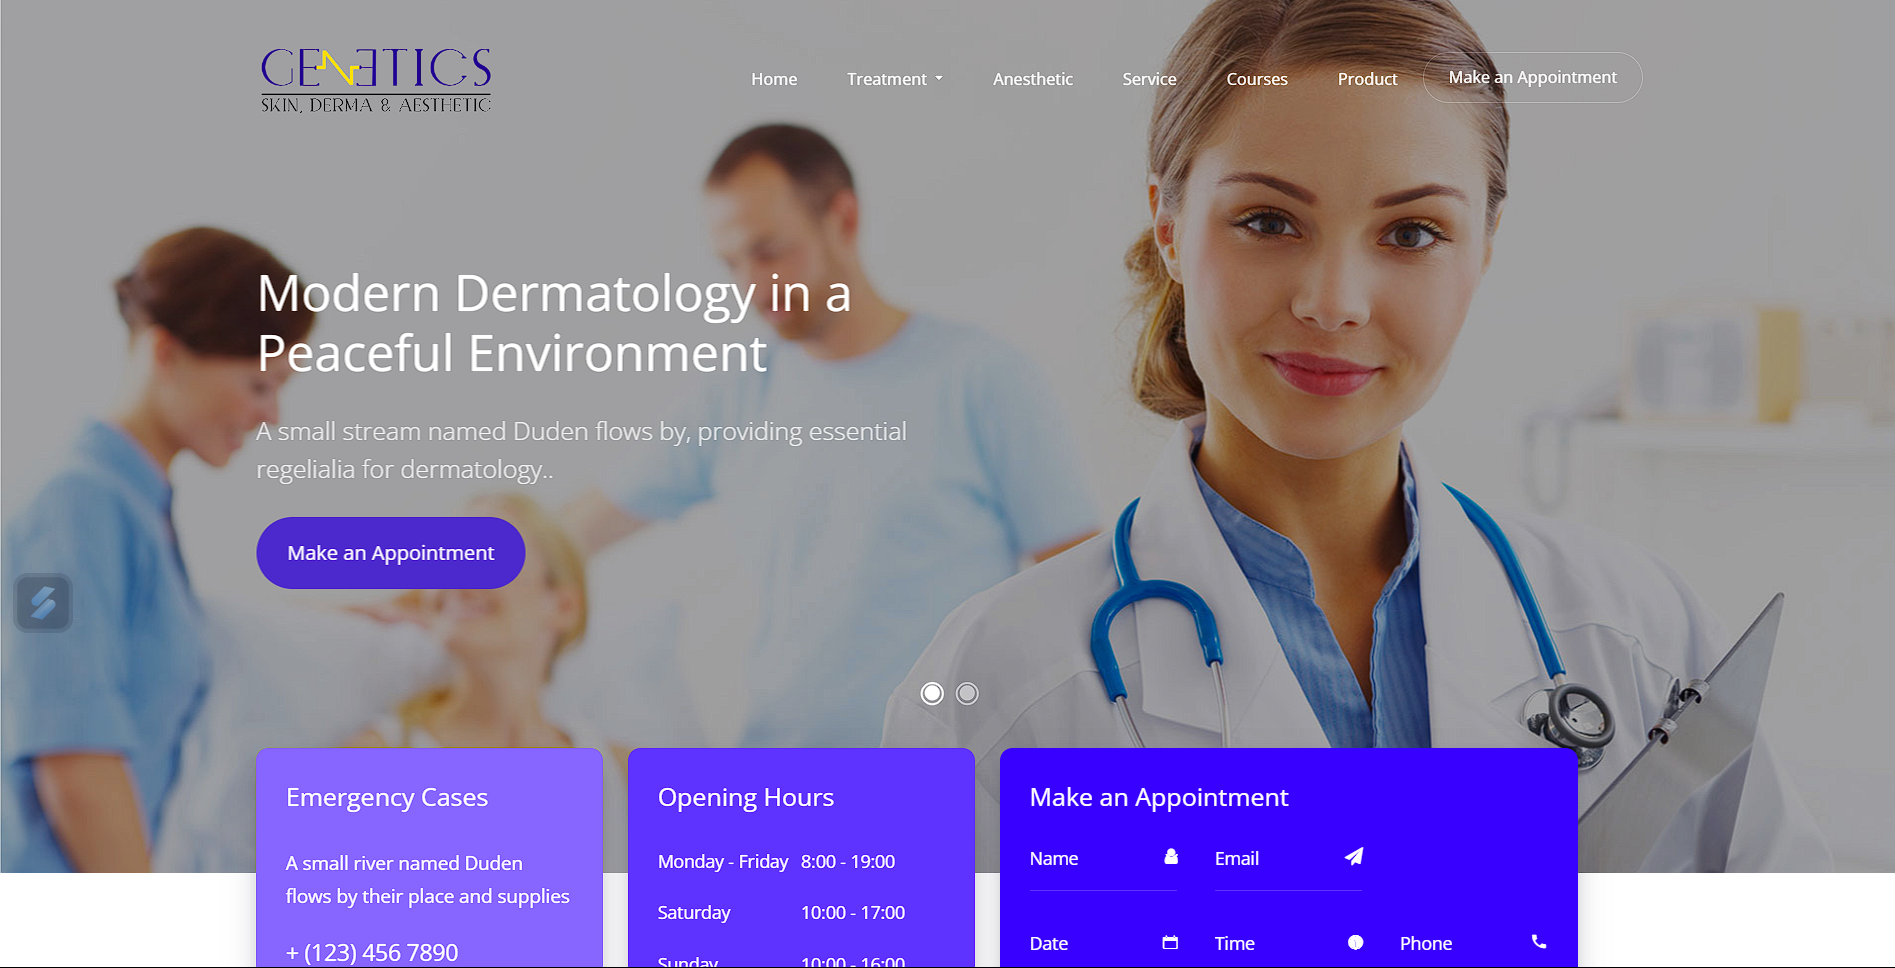 GENETICS
SKIN, DERMA & AESTHETIC
Home Treatment Anesthetic Service Courses Product Make an Appointment
Modern Dermatology in a
Peaceful Environment
A small stream named Duden flows by, providing essential
regelialia for dermatology..
Make an Appointment
Emergency Cases
A small river named Duden
flows by their place and supplies
+ (123) 456 7890
Opening Hours
Monday - Friday 8:00 - 19:00
Saturday 10:00 - 17:00
Sunday 10:00 - 16:00
Make an Appointment
Name Email
Date Time Phone